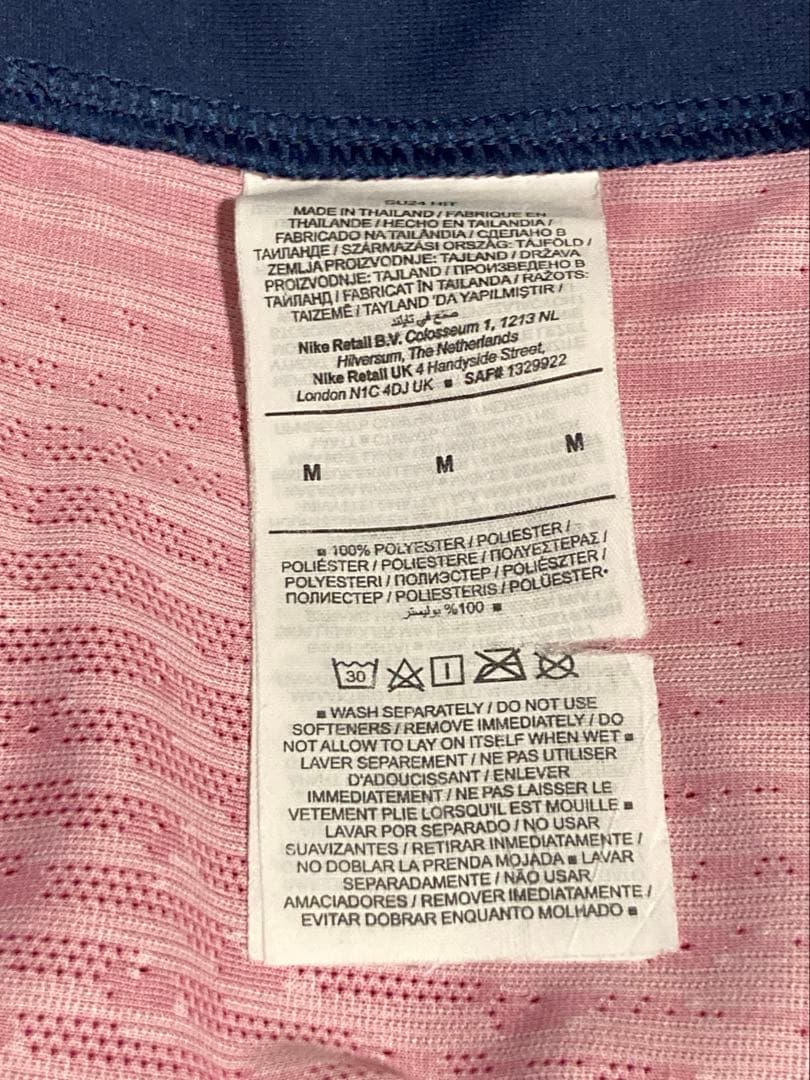 SU24 HIT
MADE IN THAILAND / FABRIQUE EN
THAILANDE / HECHO EN TAILANDIA /
FABRICADO NA TAILÂNDIA / СДЕЛАНО В
ТАИЛАНДЕ / SZÁRMAZÁSI ORSZÁG: TAJFÖLD /
ZEMLJA PROIZVODNJE: TAJLAND / DRŽAVA
PROIZVODNJE: TAJLAND / ПРОИЗВЕДЕНО В
ТАЙЛАНД / FABRICAT ÎN TAILANDA / RAŽOTS:
TAIZEMĒ / TAYLAND 'DA YAPILMIŞTIR /
صنع في تايلند
Nike Retail B.V. Colosseum 1, 1213 NL
Hilversum, The Netherlands
Nike Retail UK 4 Handyside Street,
London N1C 4DJ UK ■ SAF# 1329922
M M M
■ 100% POLYESTER / POLIESTER /
POLIÉSTER / POLIESTERE / ΠΟΛΥΕΣΤΕΡΑΣ /
POLYESTERI / ПОЛИЭСТЕР / POLIÉSZTER /
ПОЛИЕСТЕР / POLIESTERIS / POLÜESTER•
100% بوليستر ■
30
■ WASH SEPARATELY / DO NOT USE
SOFTENERS / REMOVE IMMEDIATELY / DO
NOT ALLOW TO LAY ON ITSELF WHEN WET ■
LAVER SEPAREMENT / NE PAS UTILISER
D'ADOUCISSANT / ENLEVER
IMMEDIATEMENT / NE PAS LAISSER LE
VETEMENT PLIE LORSQU'IL EST MOUILLE ■
LAVAR POR SEPARADO / NO USAR
SUAVIZANTES / RETIRAR INMEDIATAMENTE /
NO DOBLAR LA PRENDA MOJADA ■ LAVAR
SEPARADAMENTE / NÃO USAR
AMACIADORES / REMOVER IMEDIATAMENTE /
EVITAR DOBRAR ENQUANTO MOLHADO ■